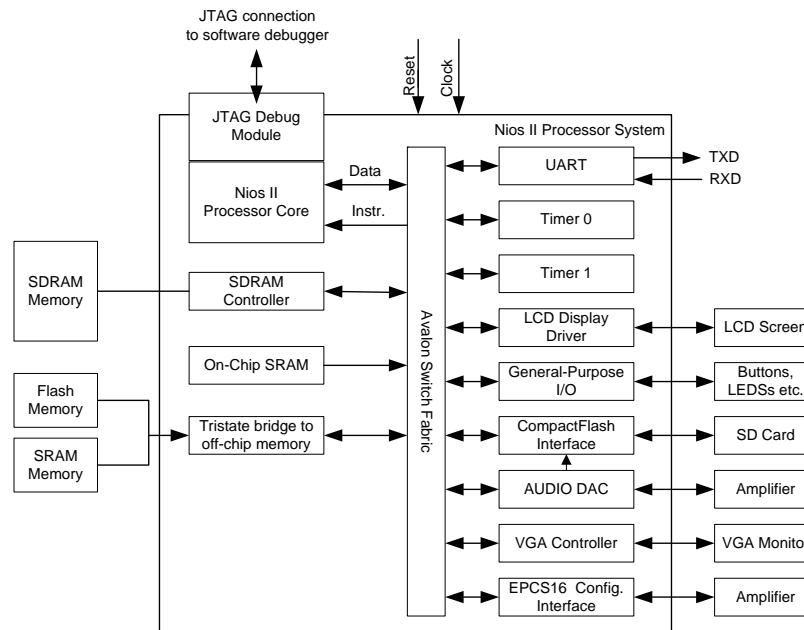 JTAG connection
to software debugger
Reset
Clock
JTAG Debug
Module
Nios II Processor System
Data
UART
TXD
RXD
Nios II
Processor Core
Instr.
Timer 0
Timer 1
SDRAM
Memory
SDRAM
Controller
Avalon Switch Fabric
LCD Display
Driver
LCD Screen
On-Chip SRAM
General-Purpose
I/O
Buttons,
LEDSs etc.
Flash
Memory
SRAM
Memory
Tristate bridge to
off-chip memory
CompactFlash
Interface
SD Card
AUDIO DAC
Amplifier
VGA Controller
VGA Monito
EPCS16 Config.
Interface
Amplifier